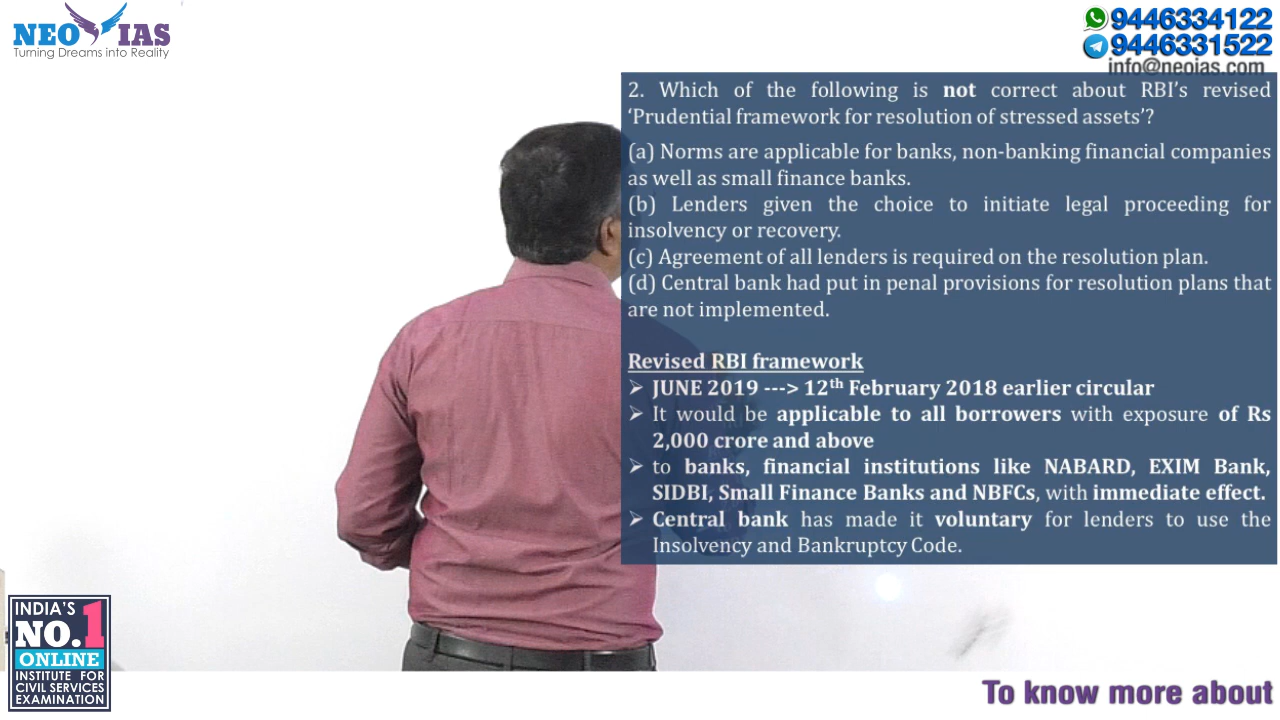 NEO IAS
Turning Dreams into Reality
9446334122
9446331522
info@neoias.com
2. Which of the following is not correct about RBI’s revised
‘Prudential framework for resolution of stressed assets’?
(a) Norms are applicable for banks, non-banking financial companies
as well as small finance banks.
(b) Lenders given the choice to initiate legal proceeding for
insolvency or recovery.
(c) Agreement of all lenders is required on the resolution plan.
(d) Central bank had put in penal provisions for resolution plans that
are not implemented.
Revised RBI framework
➢ JUNE 2019 ---> 12th February 2018 earlier circular
➢ It would be applicable to all borrowers with exposure of Rs
2,000 crore and above
➢ to banks, financial institutions like NABARD, EXIM Bank,
SIDBI, Small Finance Banks and NBFCs, with immediate effect.
➢ Central bank has made it voluntary for lenders to use the
Insolvency and Bankruptcy Code.
INDIA'S
NO.1
ONLINE
INSTITUTE FOR
CIVIL SERVICES
EXAMINATION
To know more about